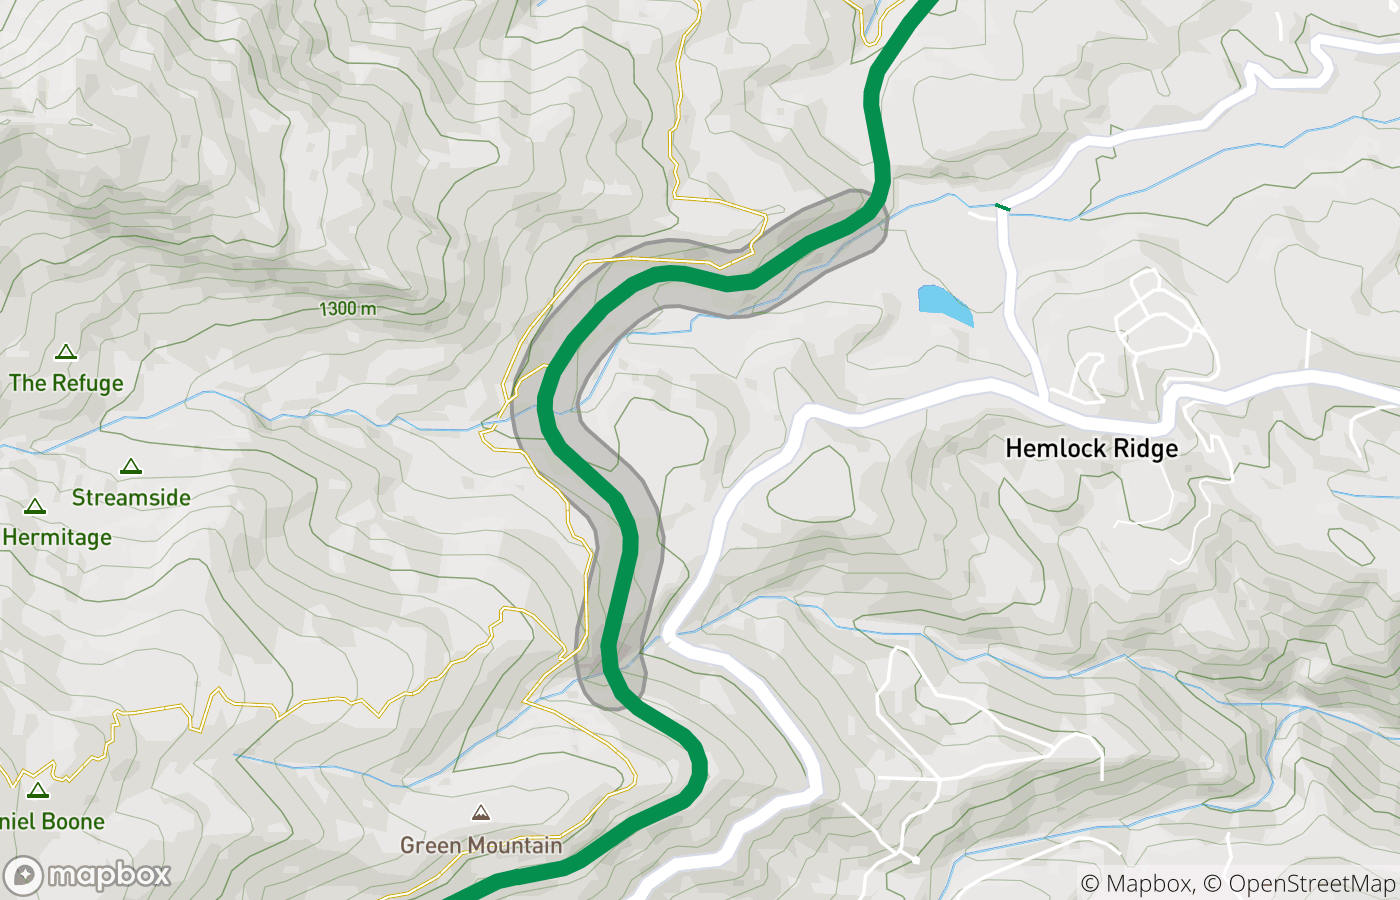 1300 m
The Refuge
Hemlock Ridge
Streamside
Hermitage
niel Boone
Green Mountain
mapbox
© Mapbox, © OpenStreetMap